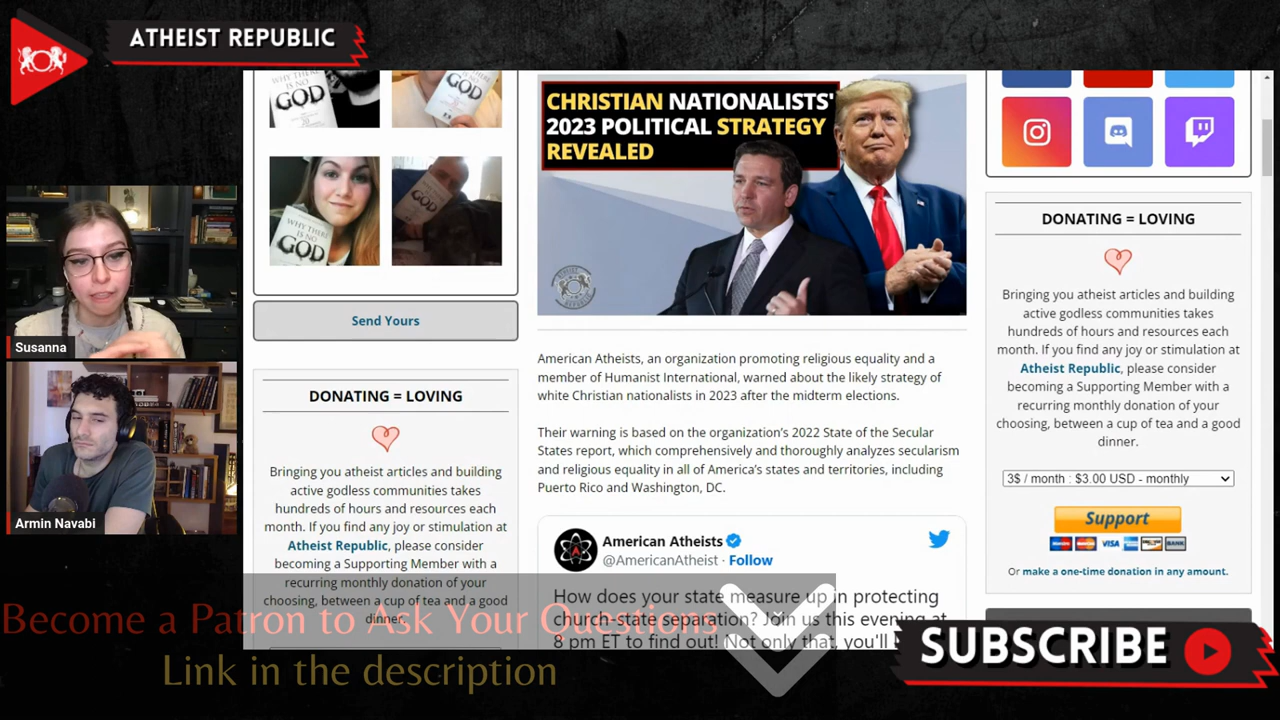 ATHEIST REPUBLIC
WHY THERE IS NO
GOD
GOD
WHY THERE
IS NO
GOD
GOD
Send Yours
DONATING = LOVING
Bringing you atheist articles and building
active godless communities takes
hundreds of hours and resources each
month. If you find any joy or stimulation at
Atheist Republic, please consider
becoming a Supporting Member with a
recurring monthly donation of your
choosing, between a cup of tea and a good
dinner.
CHRISTIAN NATIONALISTS'
2023 POLITICAL STRATEGY
REVEALED
American Atheists, an organization promoting religious equality and a
member of Humanist International, warned about the likely strategy of
white Christian nationalists in 2023 after the midterm elections.
Their warning is based on the organization's 2022 State of the Secular
States report, which comprehensively and thoroughly analyzes secularism
and religious equality in all of America's states and territories, including
Puerto Rico and Washington, DC.
American Atheists
@AmericanAtheist · Follow
How does your state measure up in protecting
church-state separation? Join us this evening at
8 pm ET to find out! Not only that, you'll
DONATING = LOVING
Bringing you atheist articles and building
active godless communities takes
hundreds of hours and resources each
month. If you find any joy or stimulation at
Atheist Republic, please consider
becoming a Supporting Member with a
recurring monthly donation of your
choosing, between a cup of tea and a good
dinner.
3$ / month : $3.00 USD - monthly
Support
VISA
BANK
Or make a one-time donation in any amount.
Susanna
Armin Navabi
Become a Patron to Ask Your Questions
Link in the description
SUBSCRIBE